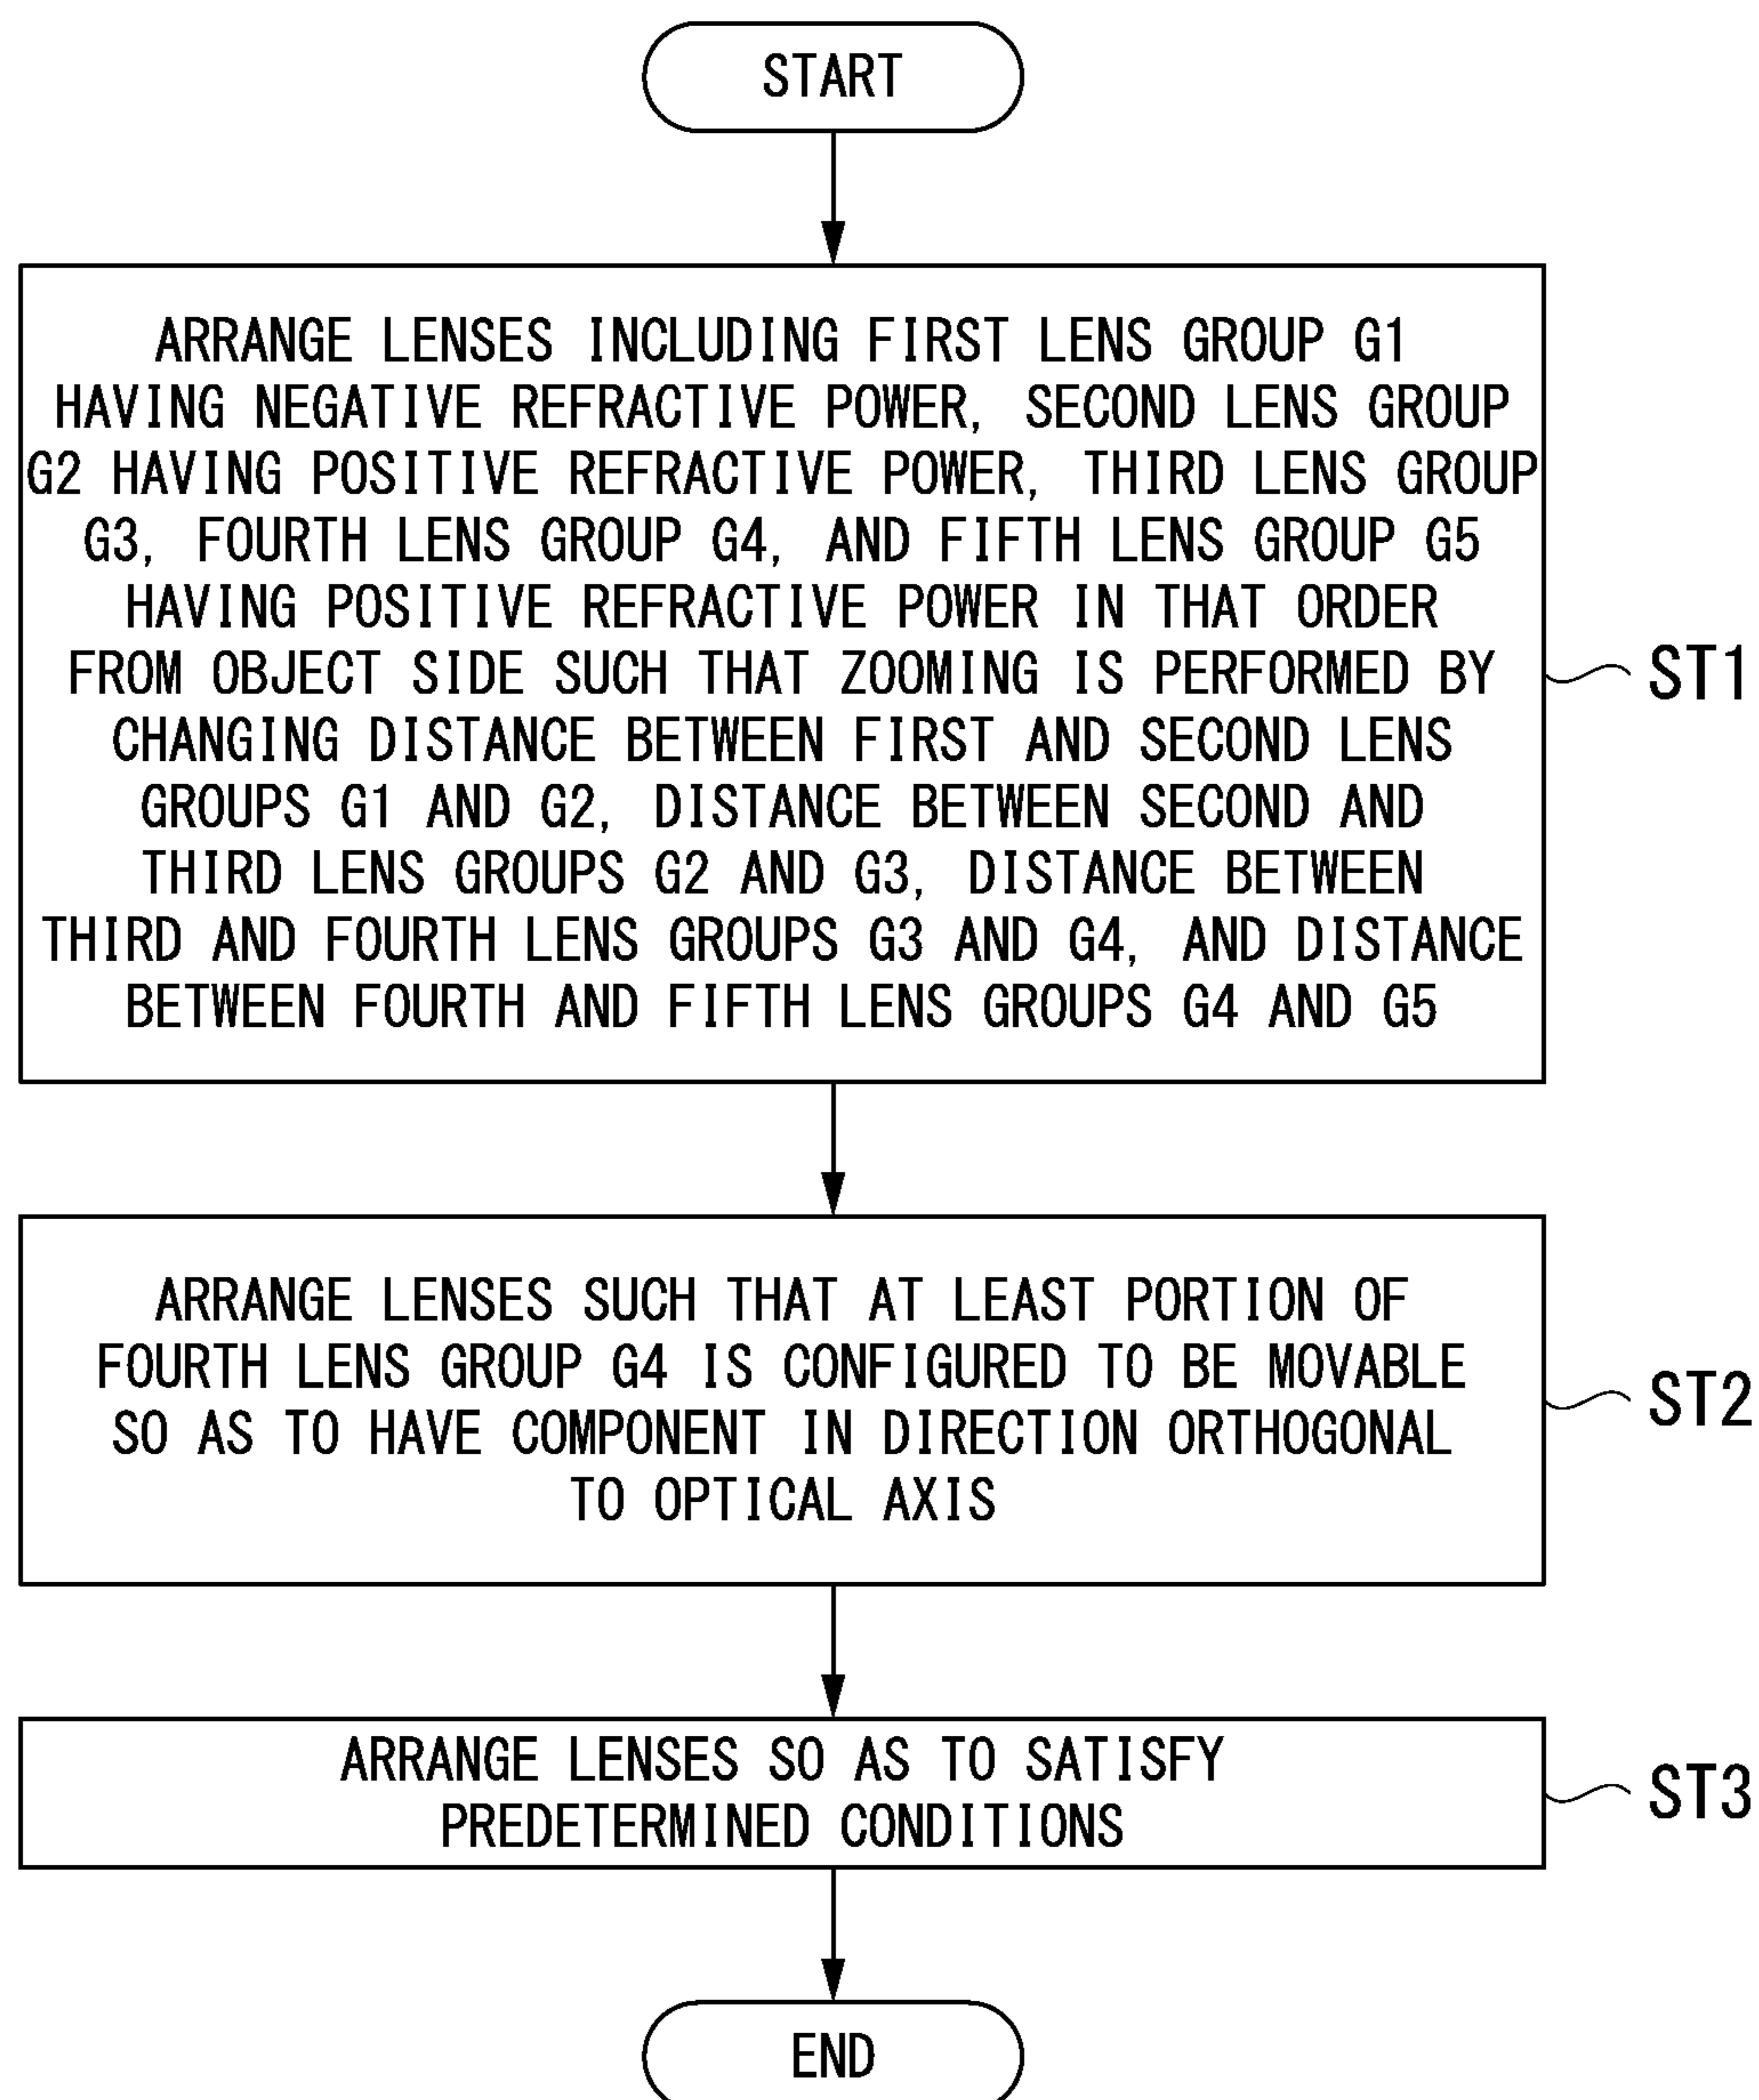 START
ARRANGE LENSES INCLUDING FIRST LENS GROUP G1
HAVING NEGATIVE REFRACTIVE POWER, SECOND LENS GROUP
G2 HAVING POSITIVE REFRACTIVE POWER, THIRD LENS GROUP
G3, FOURTH LENS GROUP G4, AND FIFTH LENS GROUP G5
HAVING POSITIVE REFRACTIVE POWER IN THAT ORDER
FROM OBJECT SIDE SUCH THAT ZOOMING IS PERFORMED BY
CHANGING DISTANCE BETWEEN FIRST AND SECOND LENS
GROUPS G1 AND G2, DISTANCE BETWEEN SECOND AND
THIRD LENS GROUPS G2 AND G3, DISTANCE BETWEEN
THIRD AND FOURTH LENS GROUPS G3 AND G4, AND DISTANCE
BETWEEN FOURTH AND FIFTH LENS GROUPS G4 AND G5
ST1
ARRANGE LENSES SUCH THAT AT LEAST PORTION OF
FOURTH LENS GROUP G4 IS CONFIGURED TO BE MOVABLE
SO AS TO HAVE COMPONENT IN DIRECTION ORTHOGONAL
TO OPTICAL AXIS
ST2
ARRANGE LENSES SO AS TO SATISFY
PREDETERMINED CONDITIONS
ST3
END